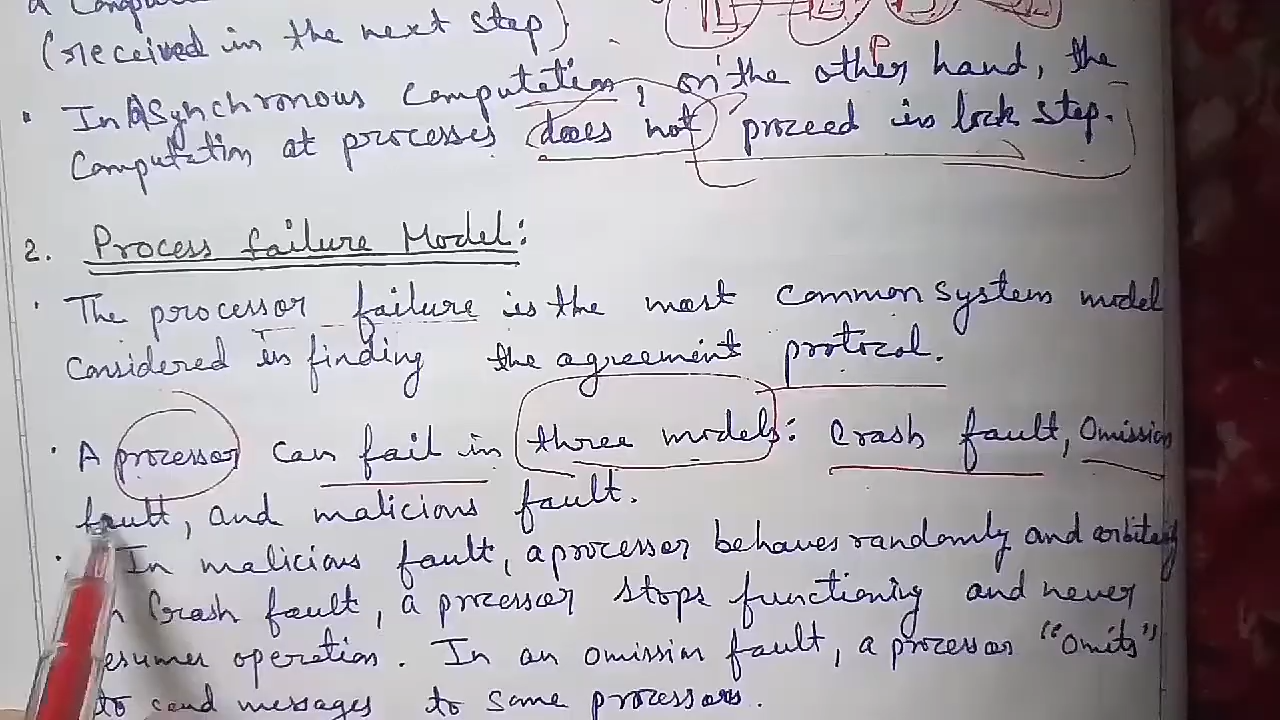 a
(received in the next step)
P
• In ASynchronous Computation, on the other hand, the
Computation at processes does not prozeed in lock step.
2. Process failure Model:
• The processor failure is the most Common System model
Considered in finding the agreement protocol.
• A processor Can fail in three models: Crash fault, Omission
fault, and malicious fault.
• In malicious fault, a processor behaves randomly and
Crash fault, a processor stops functioning and never
operation. In an omission fault, a processor "Omits"
to send messages to some processors.